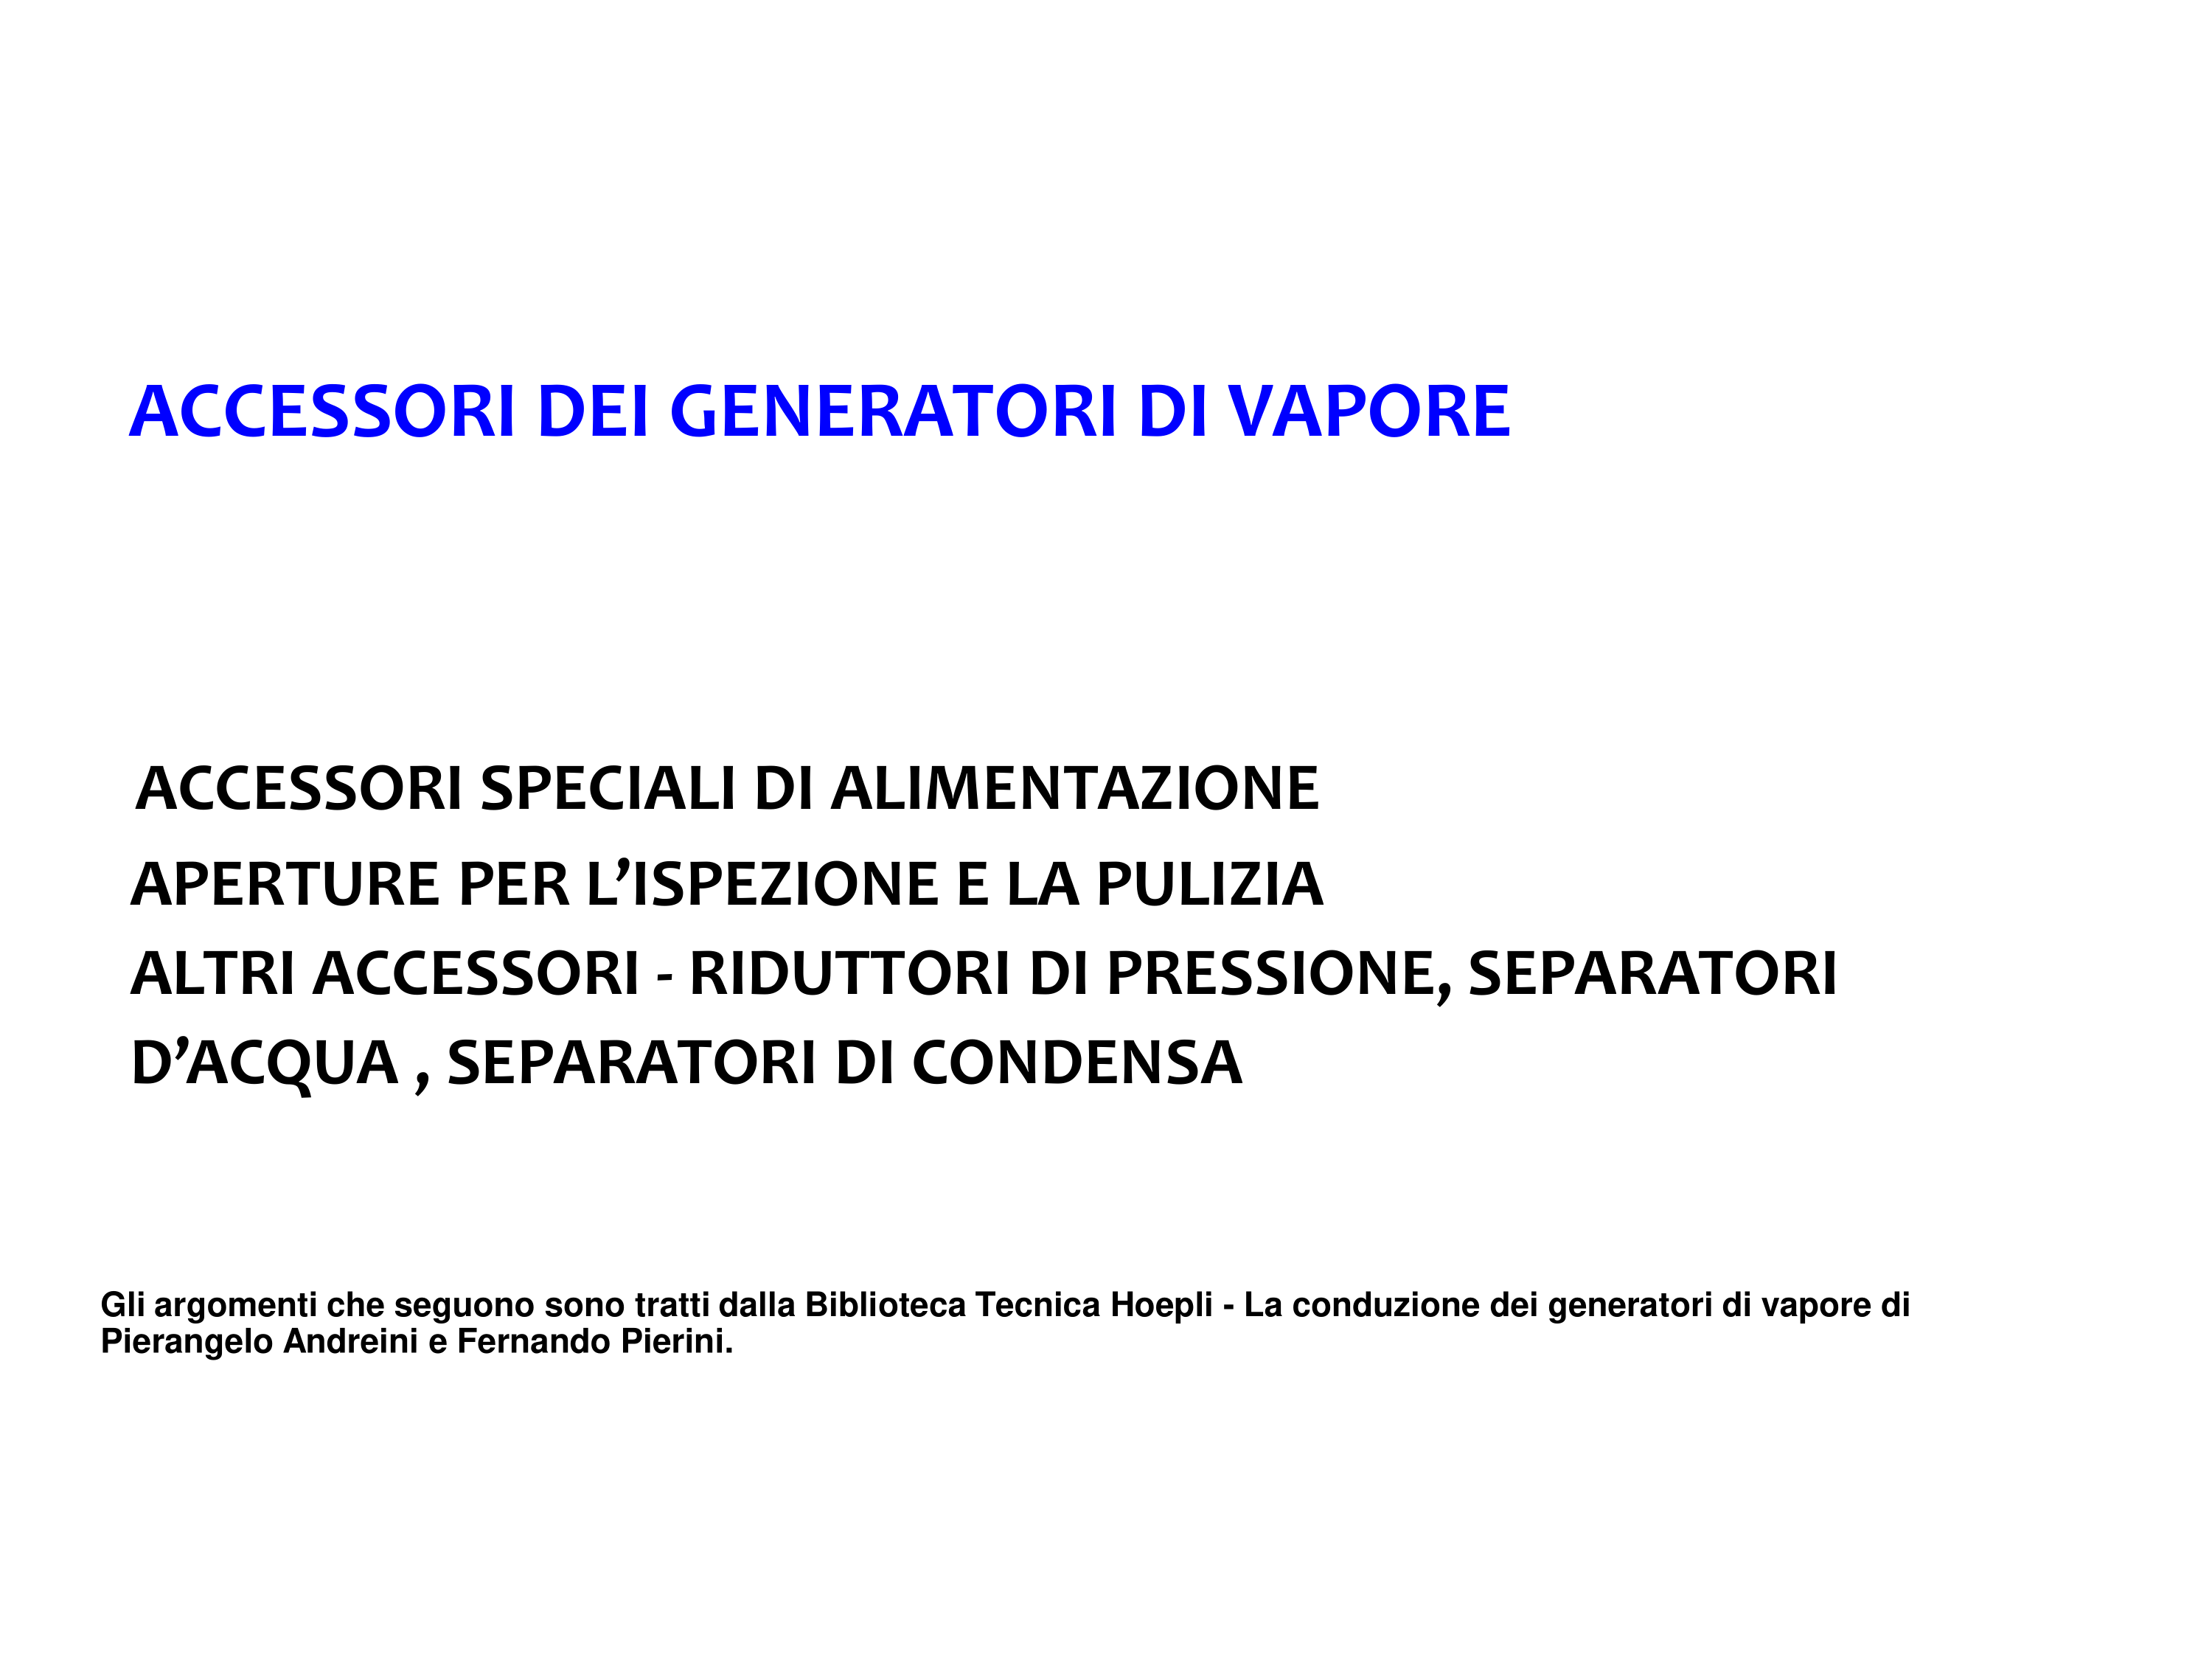 ACCESSORI DEI GENERATORI DI VAPORE
ACCESSORI SPECIALI DI ALIMENTAZIONE
APERTURE PER L’ISPEZIONE E LA PULIZIA
ALTRI ACCESSORI - RIDUTTORI DI PRESSIONE, SEPARATORI
D’ACQUA , SEPARATORI DI CONDENSA
Gli argomenti che seguono sono tratti dalla Biblioteca Tecnica Hoepli - La conduzione dei generatori di vapore di
Pierangelo Andreini e Fernando Pierini.